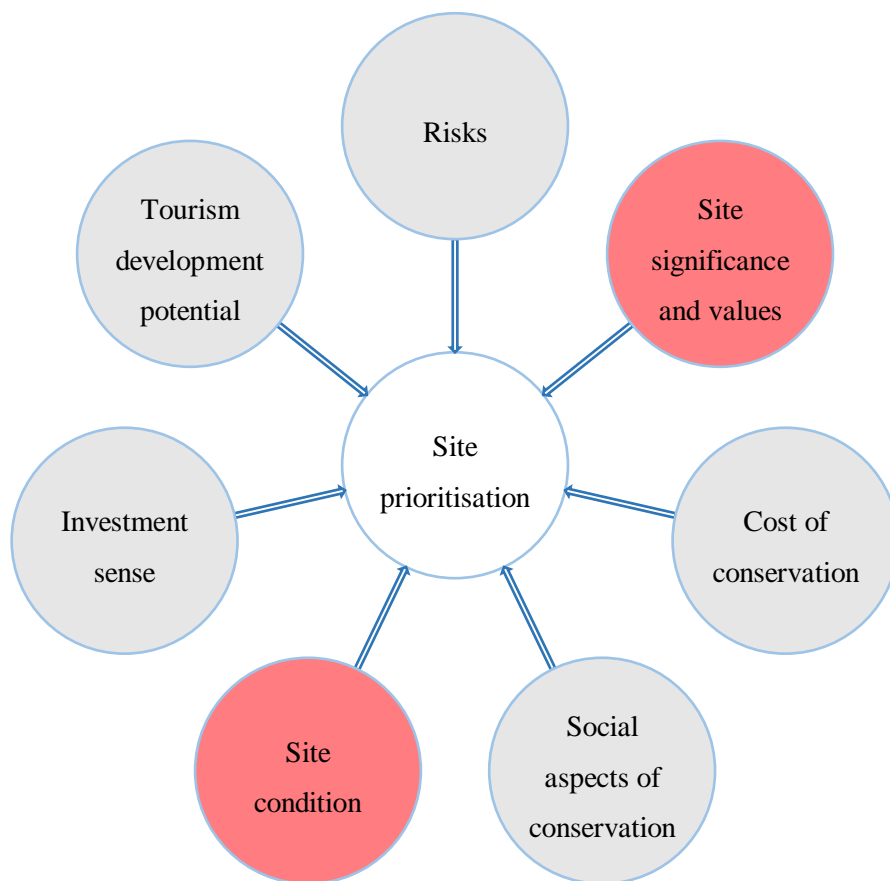 Risks
Site
significance
and values
Cost of
conservation
Social
aspects of
conservation
Site
condition
Investment
sense
Tourism
development
potential
Site
prioritisation